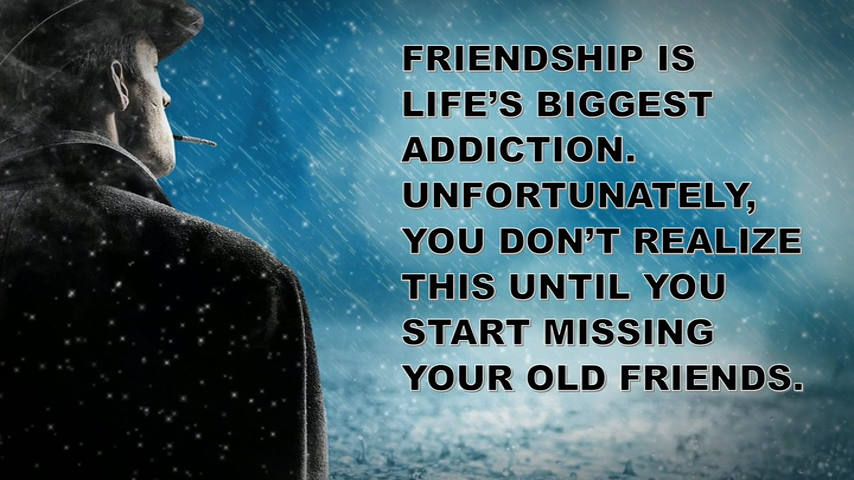 FRIENDSHIP IS
LIFE’S BIGGEST
ADDICTION.
UNFORTUNATELY,
YOU DON’T REALIZE
THIS UNTIL YOU
START MISSING
YOUR OLD FRIENDS.